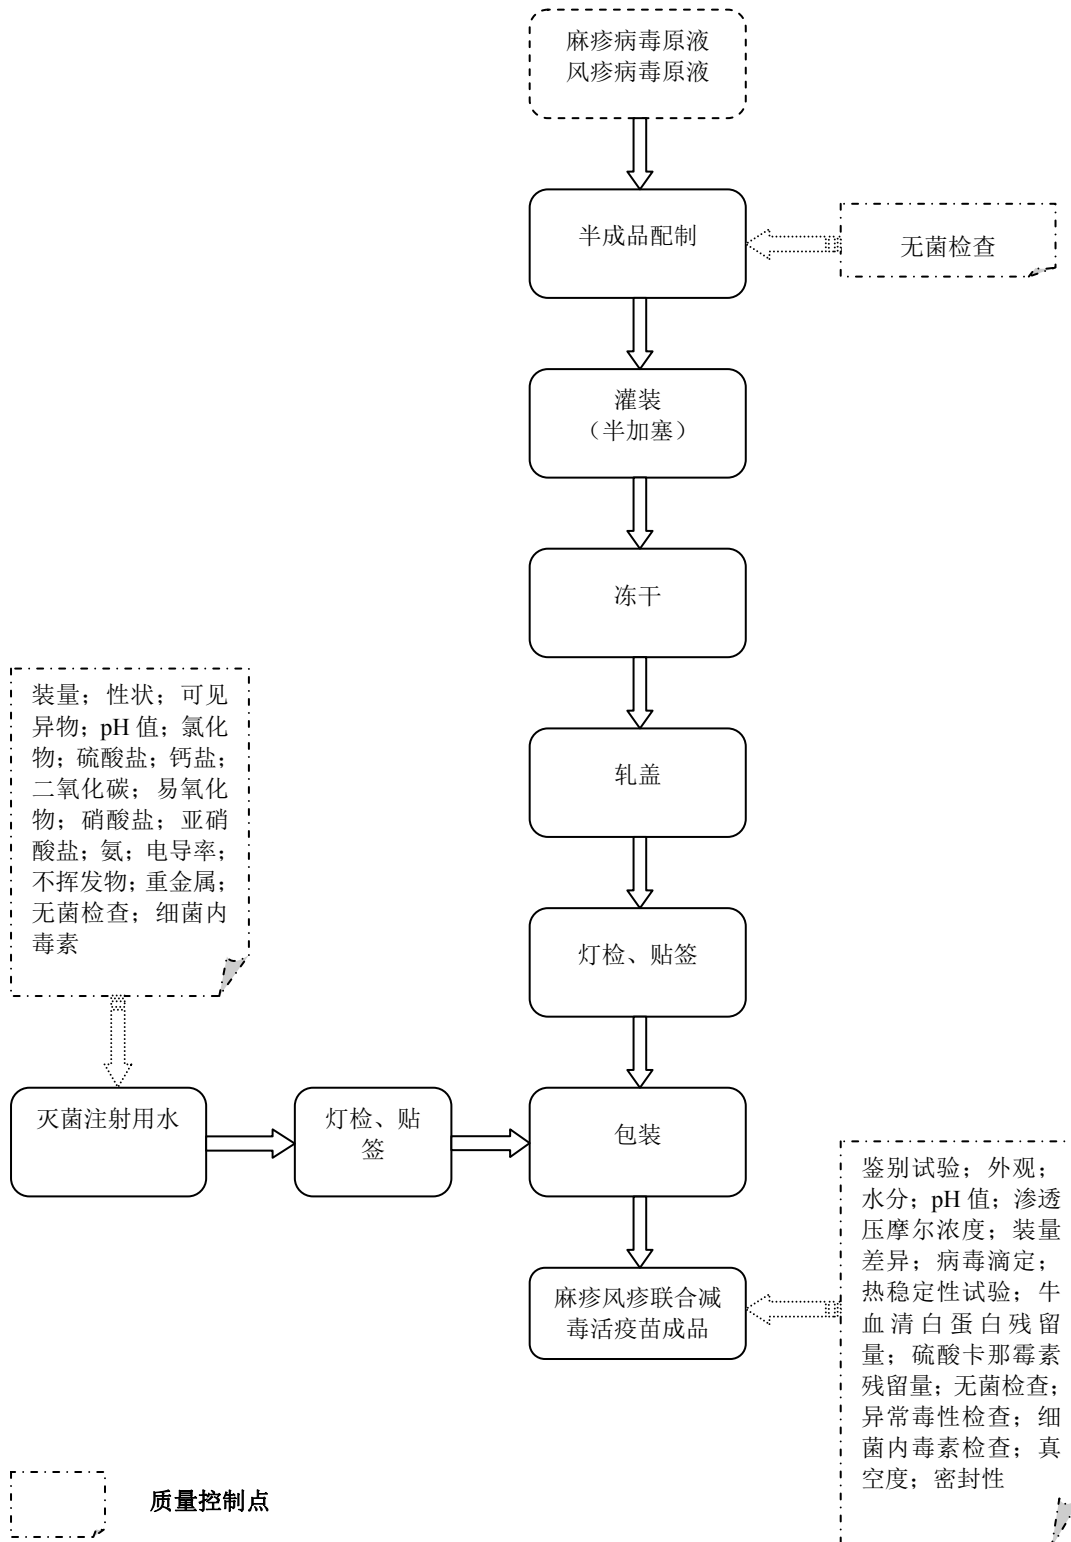 麻疹病毒原液
风疹病毒原液
半成品配制
无菌检查
灌装
（半加塞）
冻干
装量；性状；可见
异物；pH 值；氯化
物；硫酸盐；钙盐；
二氧化碳；易氧化
物；硝酸盐；亚硝
酸盐；氨；电导率；
不挥发物；重金属；
无菌检查；细菌内
毒素
轧盖
灯检、贴签
灭菌注射用水
灯检、贴
签
包装
鉴别试验；外观；
水分；pH 值；渗透
压摩尔浓度；装量
差异；病毒滴定；
热稳定性试验；牛
血清白蛋白残留
量；硫酸卡那霉素
残留量；无菌检查；
异常毒性检查；细
菌内毒素检查；真
空度；密封性
麻疹风疹联合减
毒活疫苗成品
质量控制点